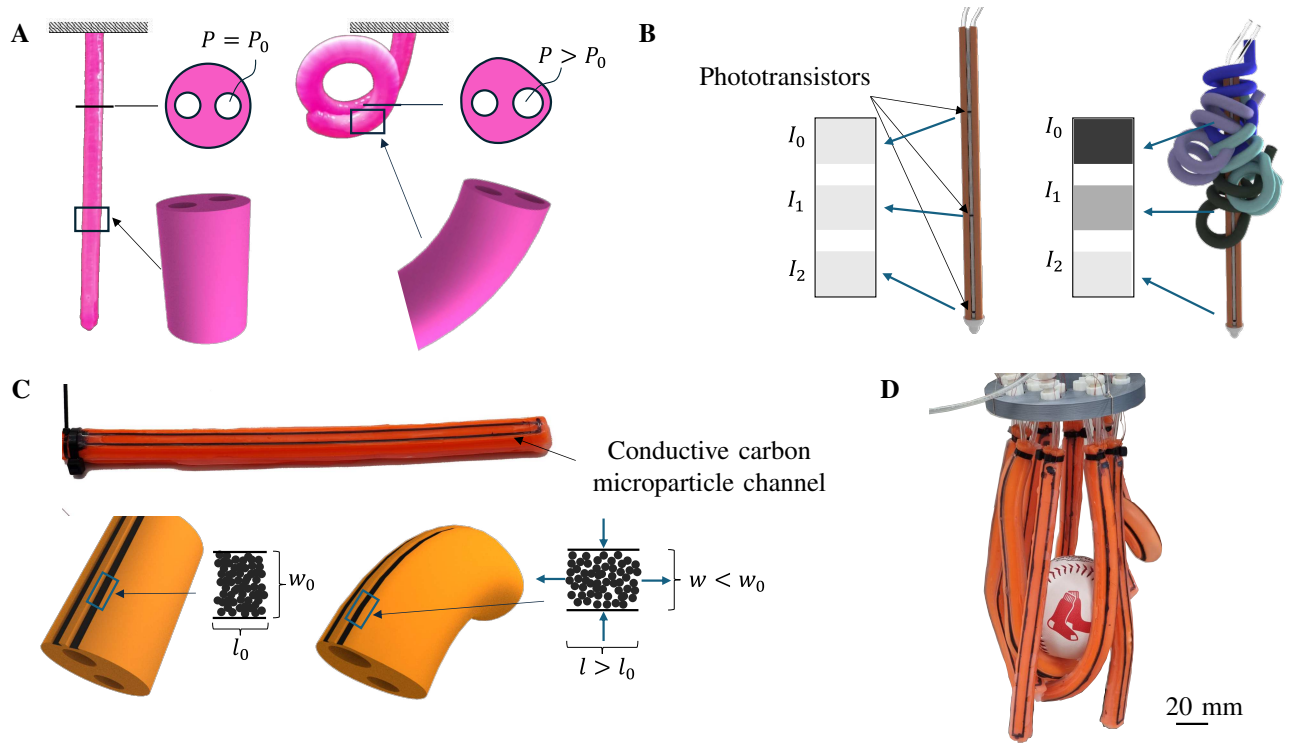 A
P = P₀
P > P₀
B
Phototransistors
I₀
I₁
I₂
I₀
I₁
I₂
C
Conductive carbon
microparticle channel
w₀
l₀
w < w₀
l > l₀
D
20 mm